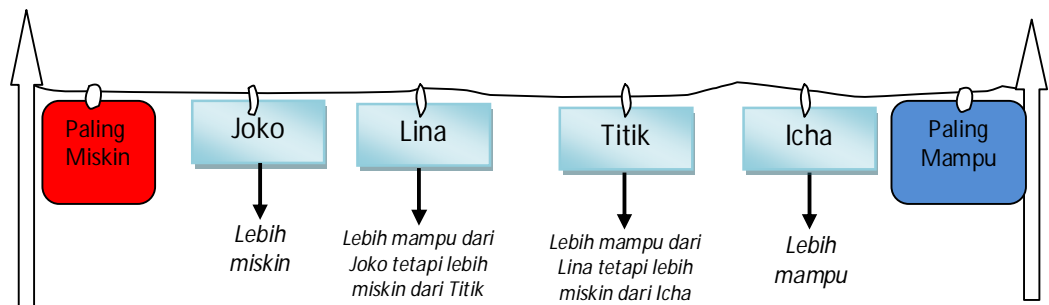 Paling
Miskin
Joko
Lina
Titik
Icha
Paling
Mampu
Lebih
miskin
Lebih mampu dari
Joko tetapi lebih
miskin dari Titik
Lebih mampu dari
Lina tetapi lebih
miskin dari Icha
Lebih
mampu